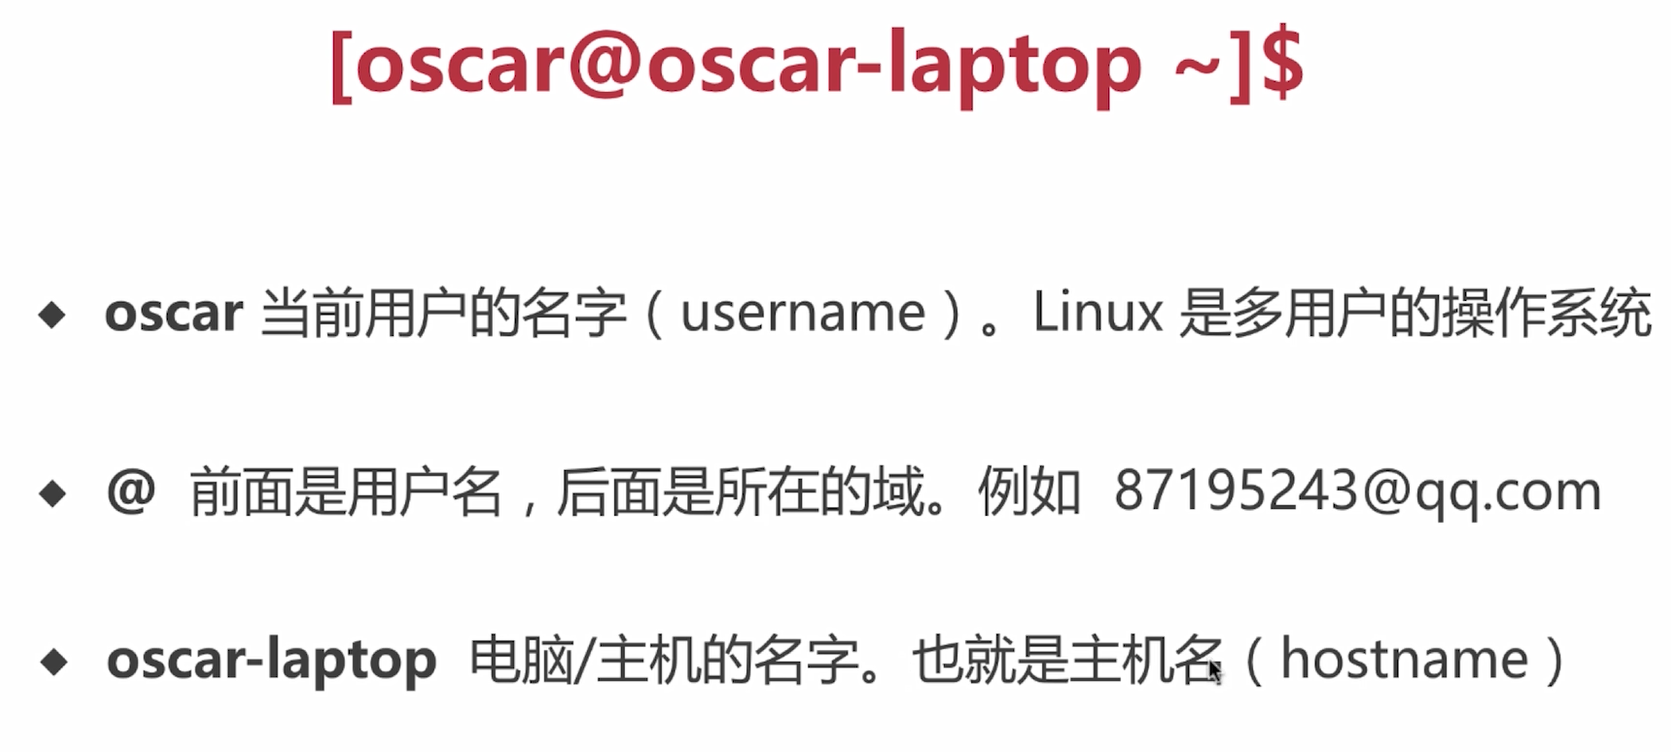 [oscar@oscar-laptop ~]$
◆ oscar 当前用户的名字（username）。Linux 是多用户的操作系统
◆ @ 前面是用户名，后面是所在的域。例如 87195243@qq.com
◆ oscar-laptop 电脑/主机的名字。也就是主机名（hostname）